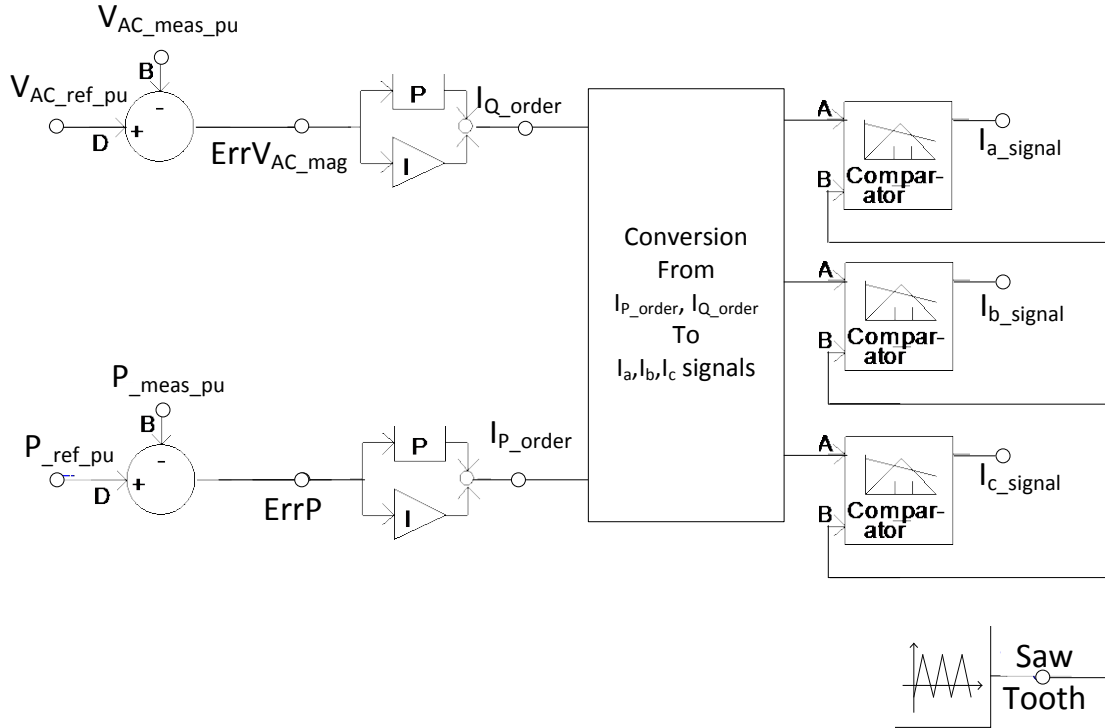 V_AC_meas_pu
B
V_AC_ref_pu
-
+
D
ErrV_AC_mag
P
I
I_Q_order
A
B
Compar-
ator
I_a_signal
Conversion
From
I_P_order, I_Q_order
To
I_a,I_b,I_c signals
A
B
Compar-
ator
I_b_signal
P_meas_pu
B
P_ref_pu
-
+
D
ErrP
P
I
I_P_order
A
B
Compar-
ator
I_c_signal
Saw
Tooth